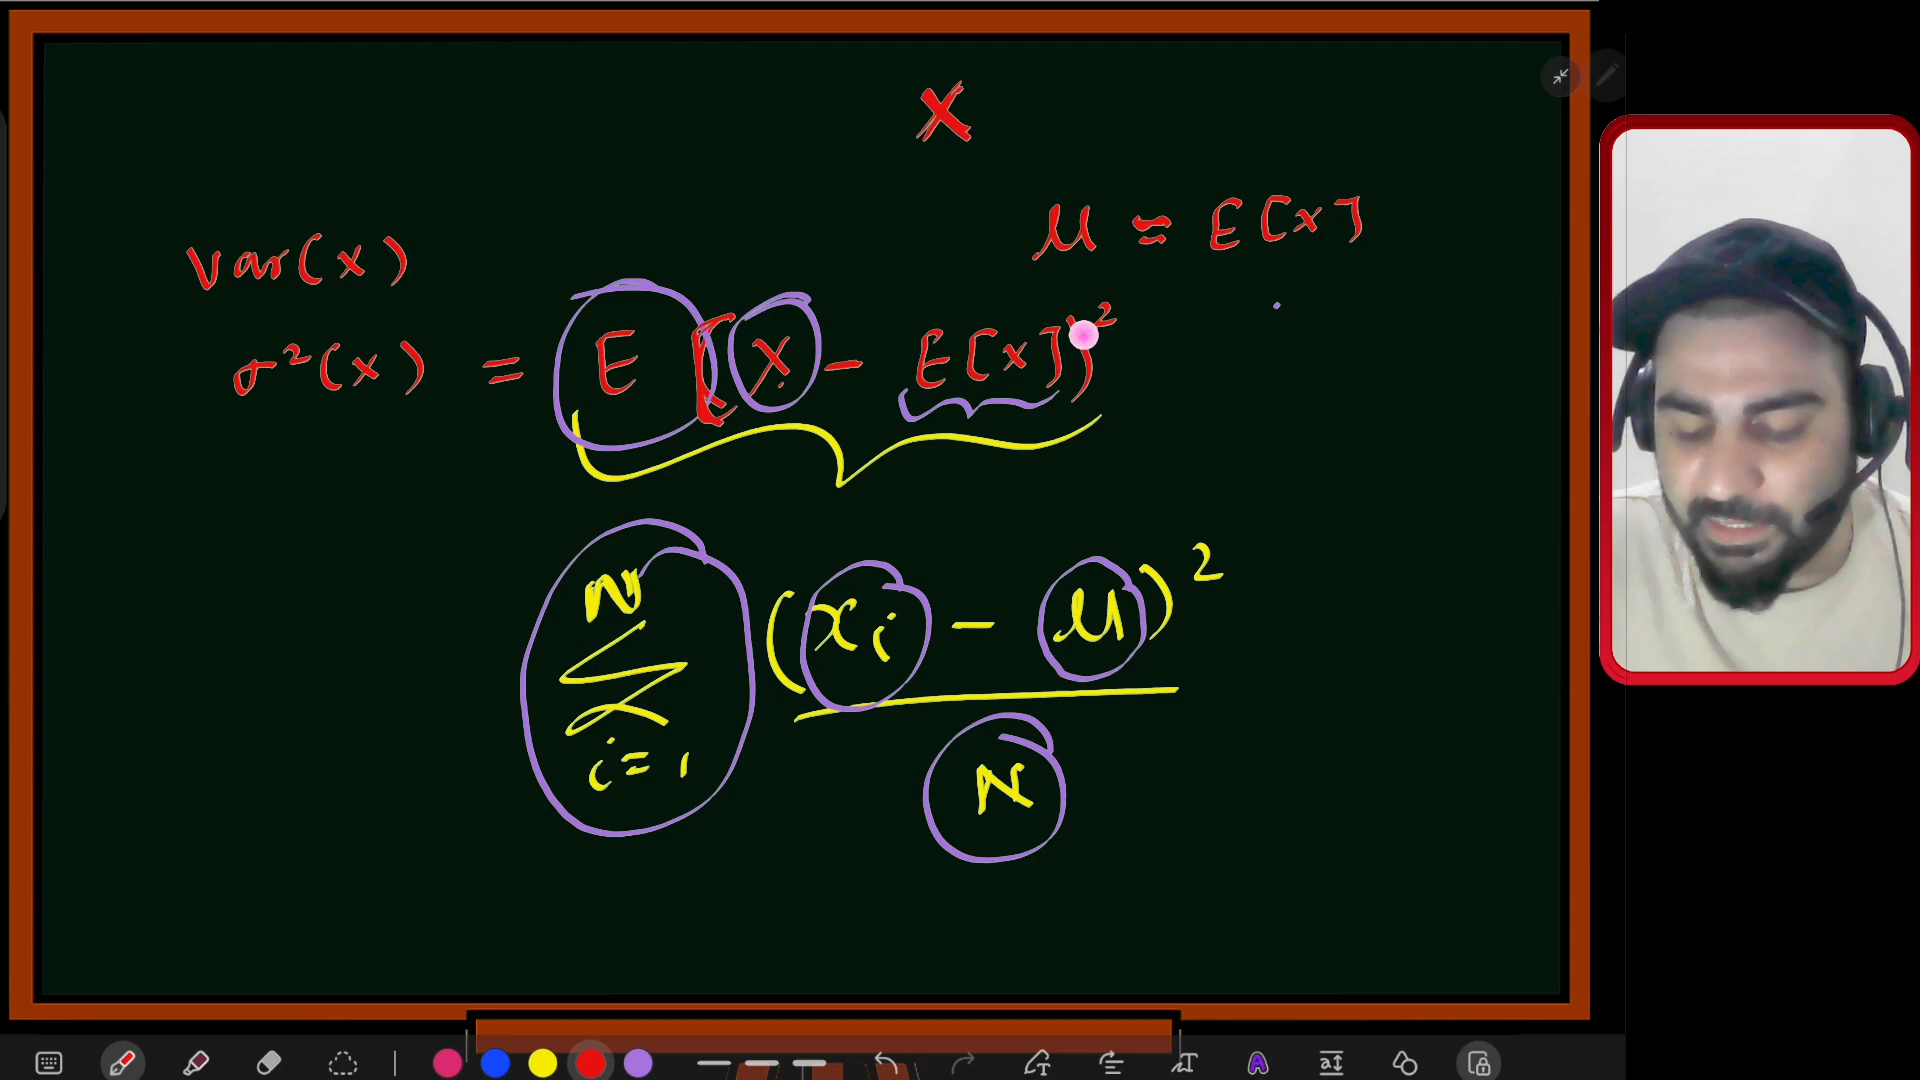 X
μ ≈ E[x]
Var(x)
σ²(x) = E [X - E[x])²
N
Σ (xᵢ - μ)²
i=1
N